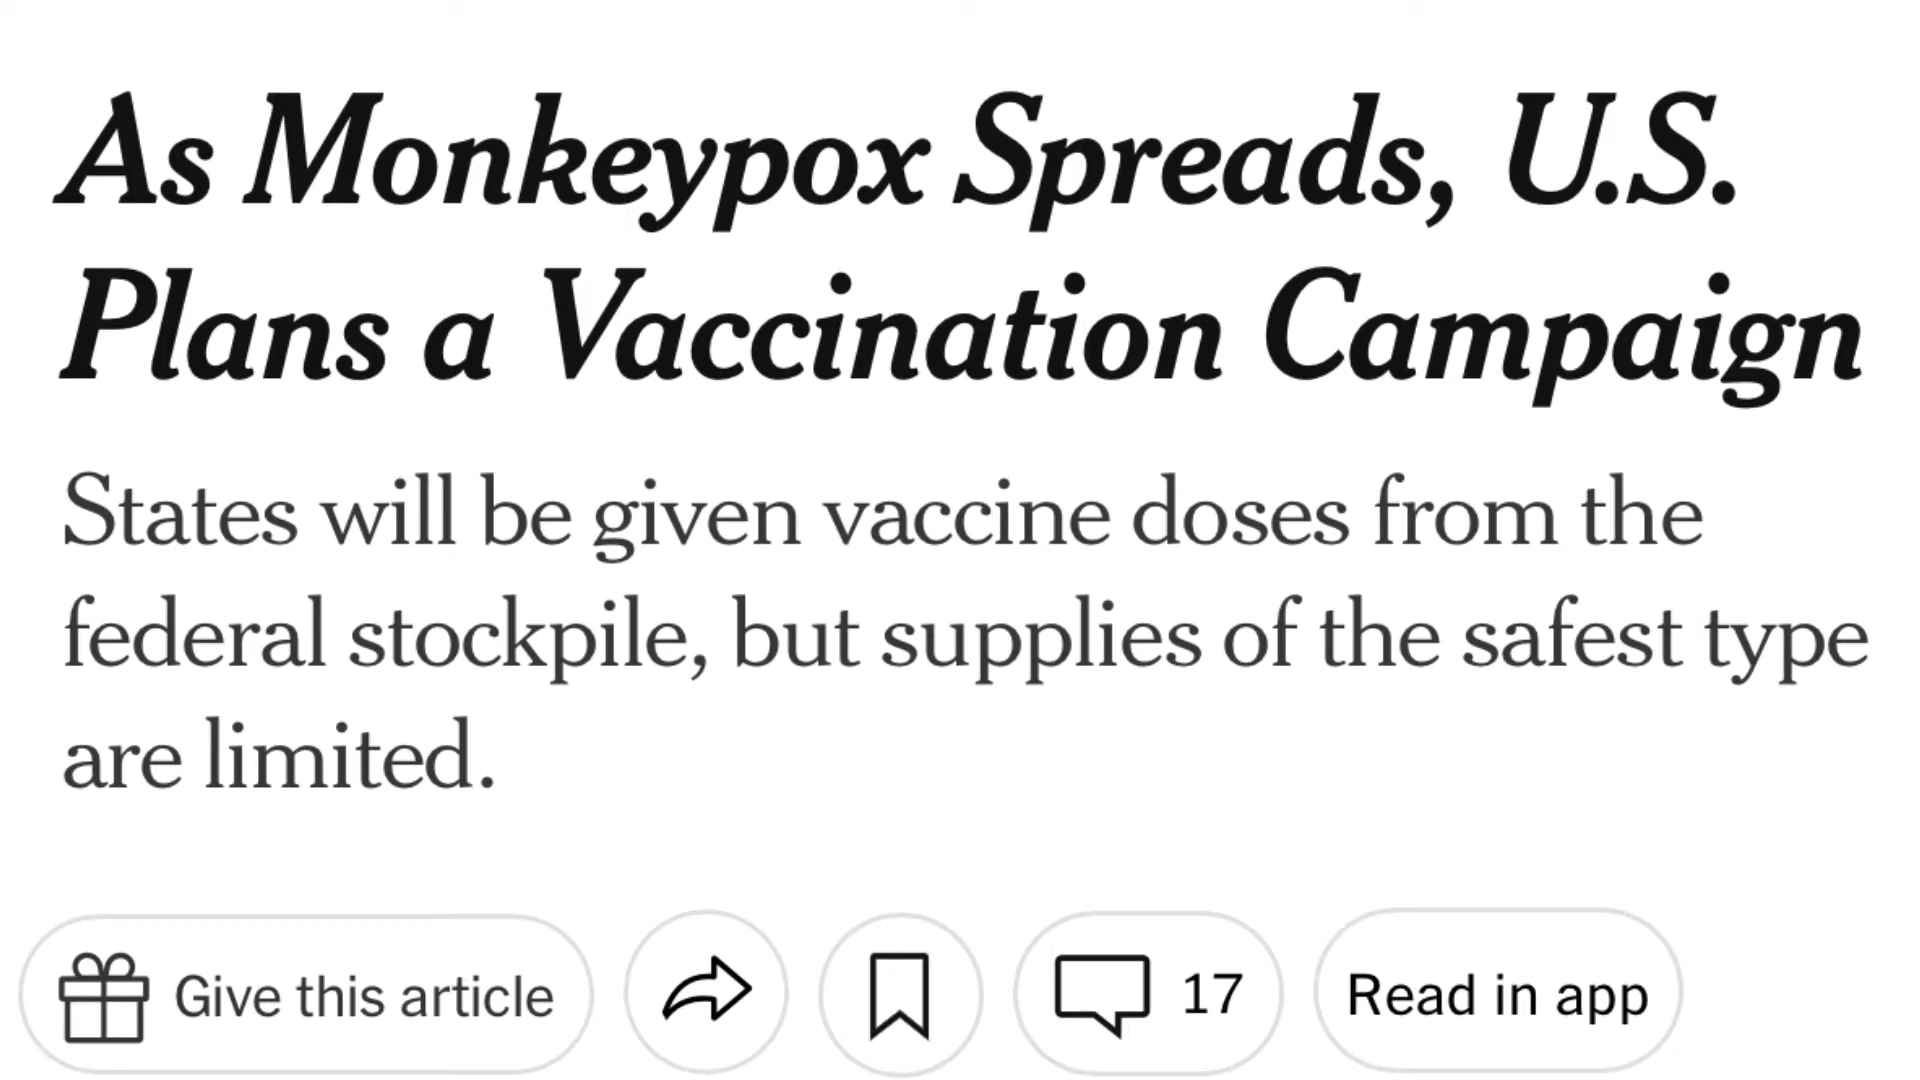 As Monkeypox Spreads, U.S.
Plans a Vaccination Campaign
States will be given vaccine doses from the
federal stockpile, but supplies of the safest type
are limited.
Give this article
17
Read in app